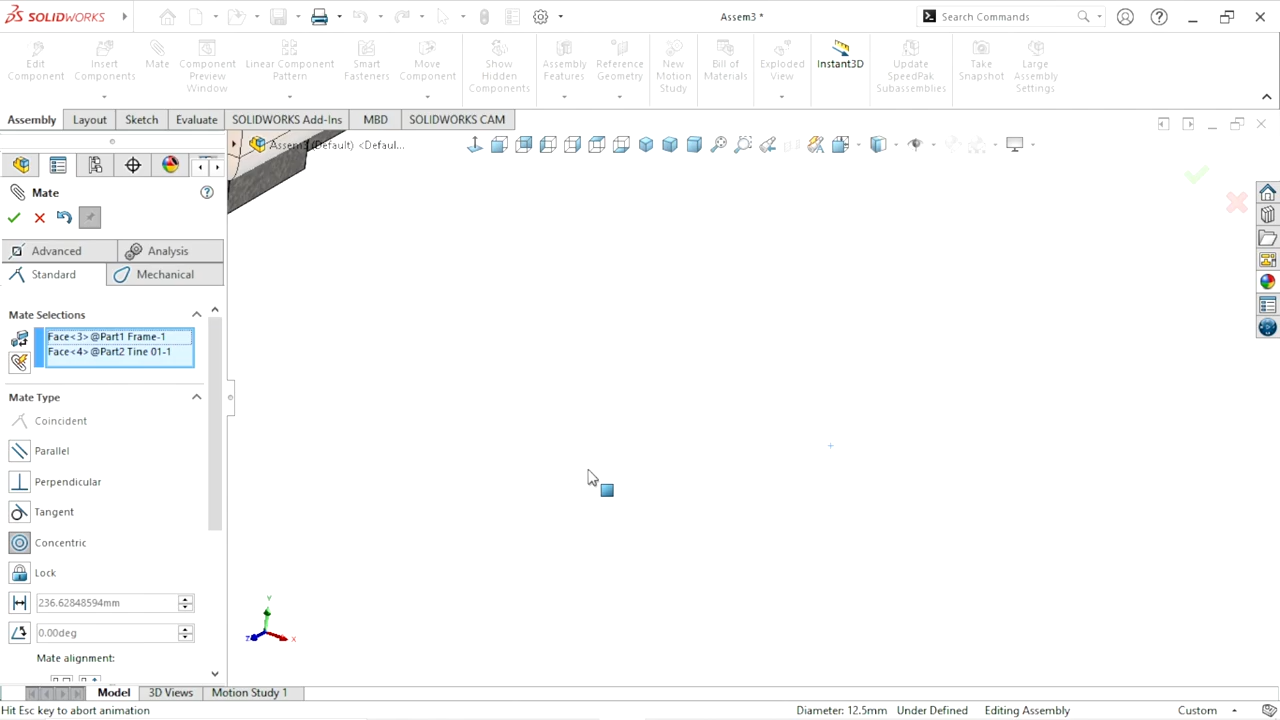 SOLIDWORKS
Assem3 *
Search Commands
Edit Component
Insert Components
Mate
Component Preview Window
Linear Component Pattern
Smart Fasteners
Move Component
Show Hidden Components
Assembly Features
Reference Geometry
New Motion Study
Bill of Materials
Exploded View
Instant3D
Update SpeedPak Subassemblies
Take Snapshot
Large Assembly Settings
Assembly
Layout
Sketch
Evaluate
SOLIDWORKS Add-Ins
MBD
SOLIDWORKS CAM
Assem3 (Default) <Defaul...
Mate
Advanced
Analysis
Standard
Mechanical
Mate Selections
Face<3>@Part1 Frame-1
Face<4>@Part2 Tine 01-1
Mate Type
Coincident
Parallel
Perpendicular
Tangent
Concentric
Lock
236.62848594mm
0.00deg
Mate alignment:
Y
Z
X
Model
3D Views
Motion Study 1
Hit Esc key to abort animation
Diameter: 12.5mm
Under Defined
Editing Assembly
Custom